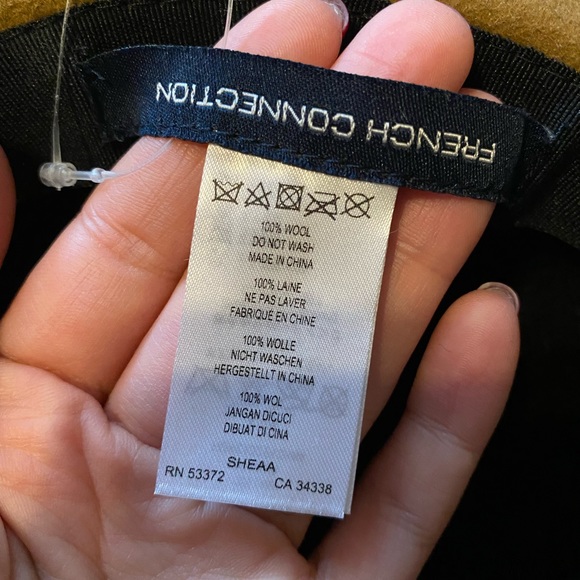 FRENCH CONNECTION
100% WOOL
DO NOT WASH
MADE IN CHINA
100% LAINE
NE PAS LAVER
FABRIQUÉ EN CHINE
100% WOLLE
NICHT WASCHEN
HERGESTELLT IN CHINA
100% WOL
JANGAN DICUCI
DIBUAT DI CINA
SHEAA
RN 53372 CA 34338